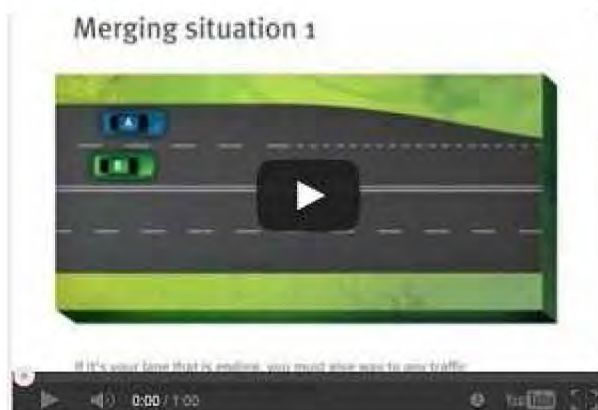 Merging situation 1
A
If it's your lane that is ending, you must give way to any traffic
0:00 / 1:00
YouTube